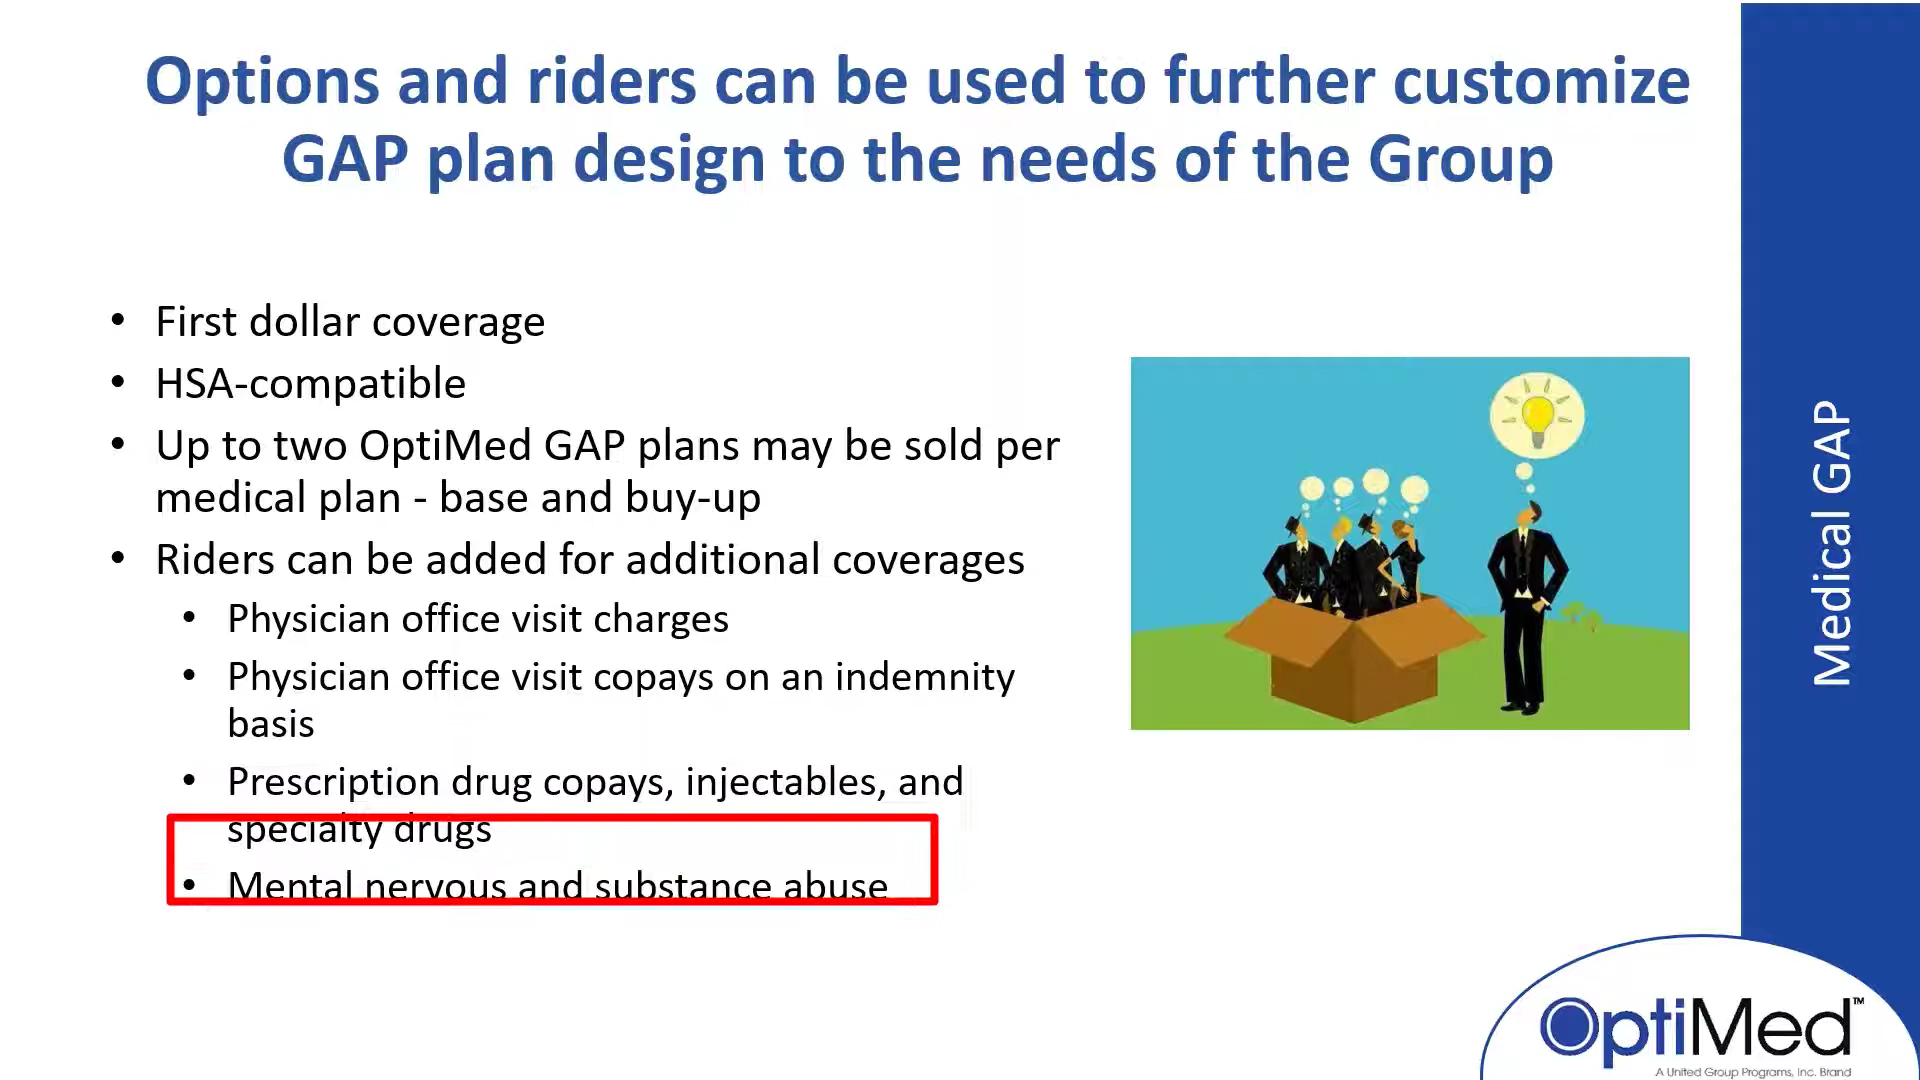 Options and riders can be used to further customize
GAP plan design to the needs of the Group
• First dollar coverage
• HSA-compatible
• Up to two OptiMed GAP plans may be sold per
medical plan - base and buy-up
• Riders can be added for additional coverages
• Physician office visit charges
• Physician office visit copays on an indemnity
basis
• Prescription drug copays, injectables, and
specialty drugs
• Mental nervous and substance abuse
Medical GAP
OptiMed™
A United Group Programs, Inc. Brand